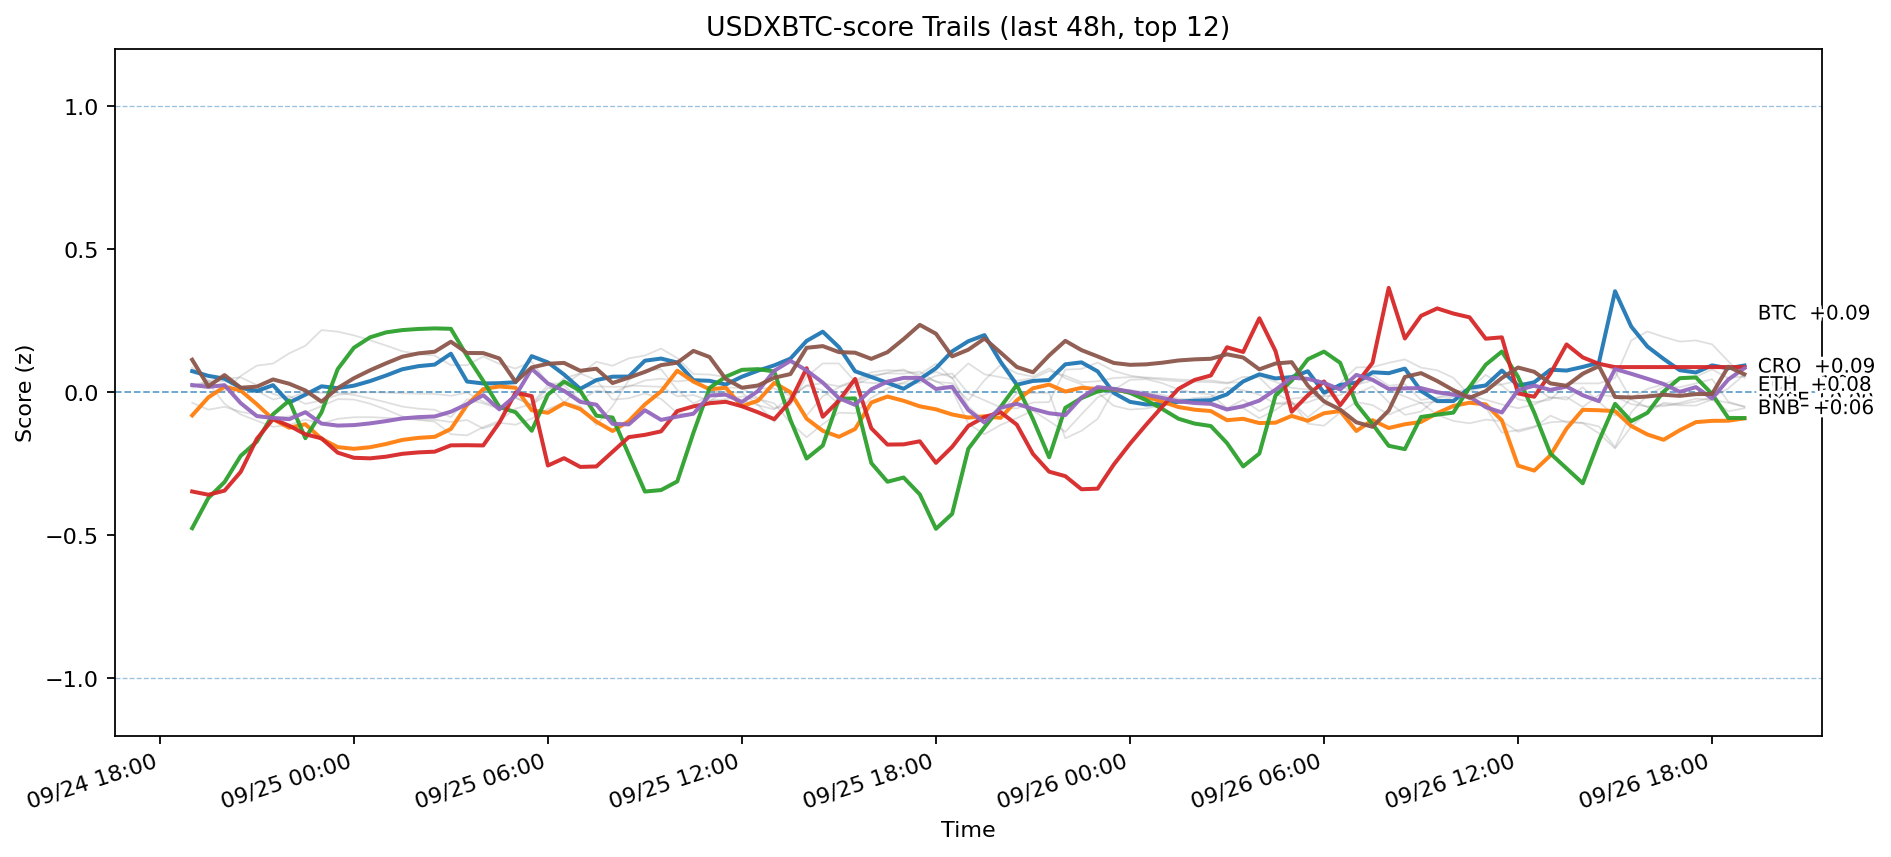 USDXBTC-score Trails (last 48h, top 12)
Score (z)
1.0
0.5
0.0
−0.5
−1.0
BTC +0.09
CRO +0.09
ETH +0.08
BNB +0.06
09/24 18:00
09/25 00:00
09/25 06:00
09/25 12:00
09/25 18:00
09/26 00:00
09/26 06:00
09/26 12:00
09/26 18:00
Time